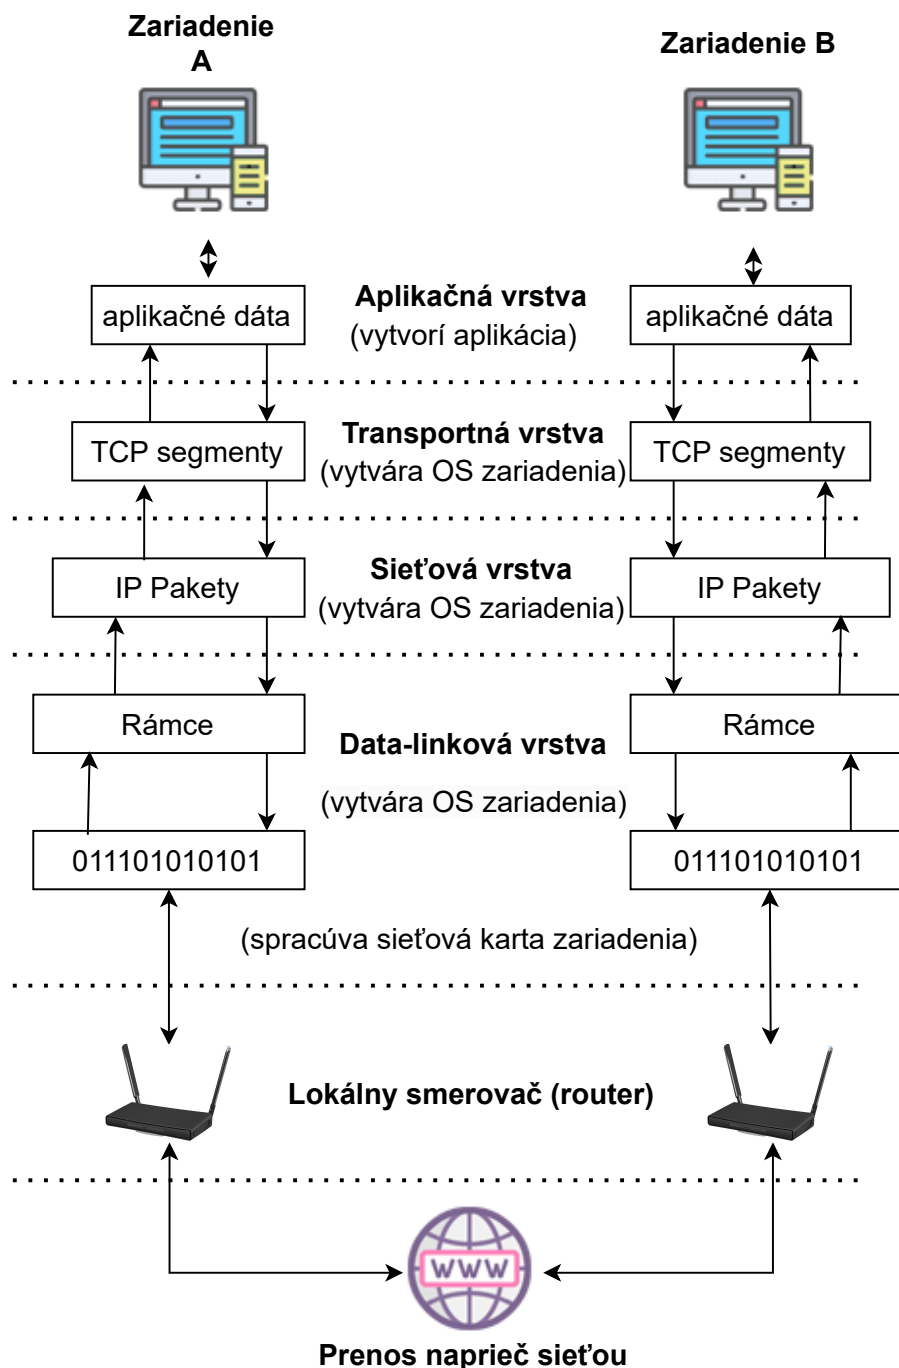 Zariadenie
A
Zariadenie B
aplikačné dáta
Aplikačná vrstva
(vytvorí aplikácia)
aplikačné dáta
TCP segmenty
Transportná vrstva
(vytvára OS zariadenia)
TCP segmenty
IP Pakety
Sieťová vrstva
(vytvára OS zariadenia)
IP Pakety
Rámce
Data-linková vrstva
(vytvára OS zariadenia)
Rámce
011101010101
011101010101
(spracúva sieťová karta zariadenia)
Lokálny smerovač (router)
WWW
Prenos naprieč sieťou